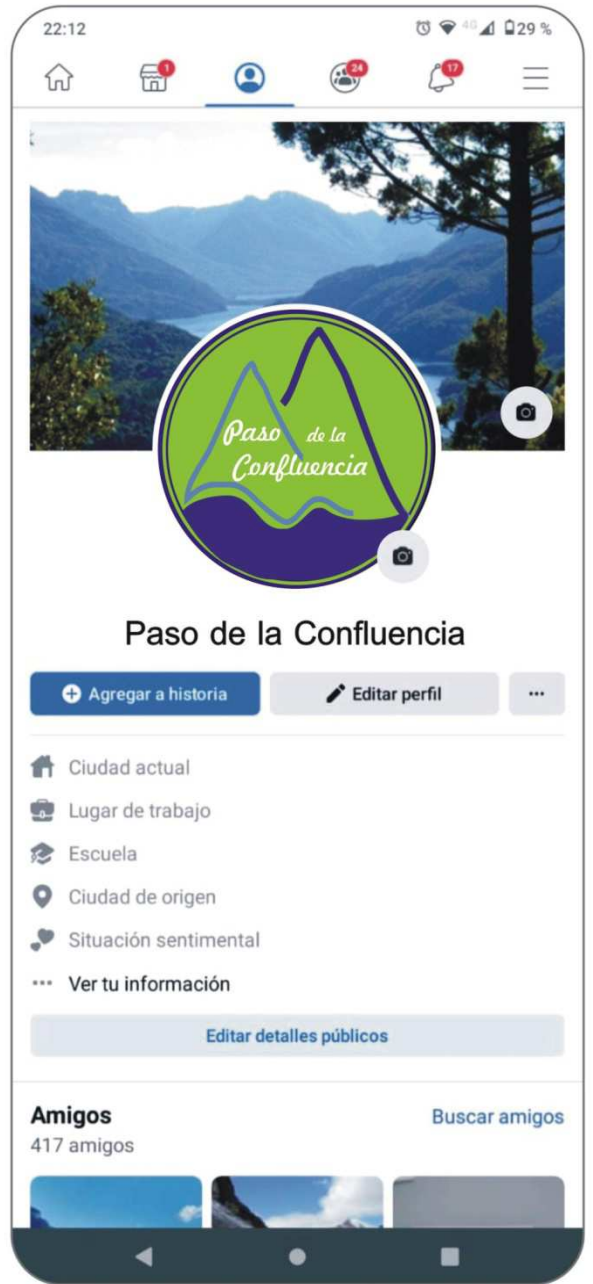 22:12 4G 29 %
1 24 17
Paso de la
Confluencia
Paso de la Confluencia
Agregar a historia Editar perfil
Ciudad actual
Lugar de trabajo
Escuela
Ciudad de origen
Situación sentimental
Ver tu información
Editar detalles públicos
Amigos Buscar amigos
417 amigos